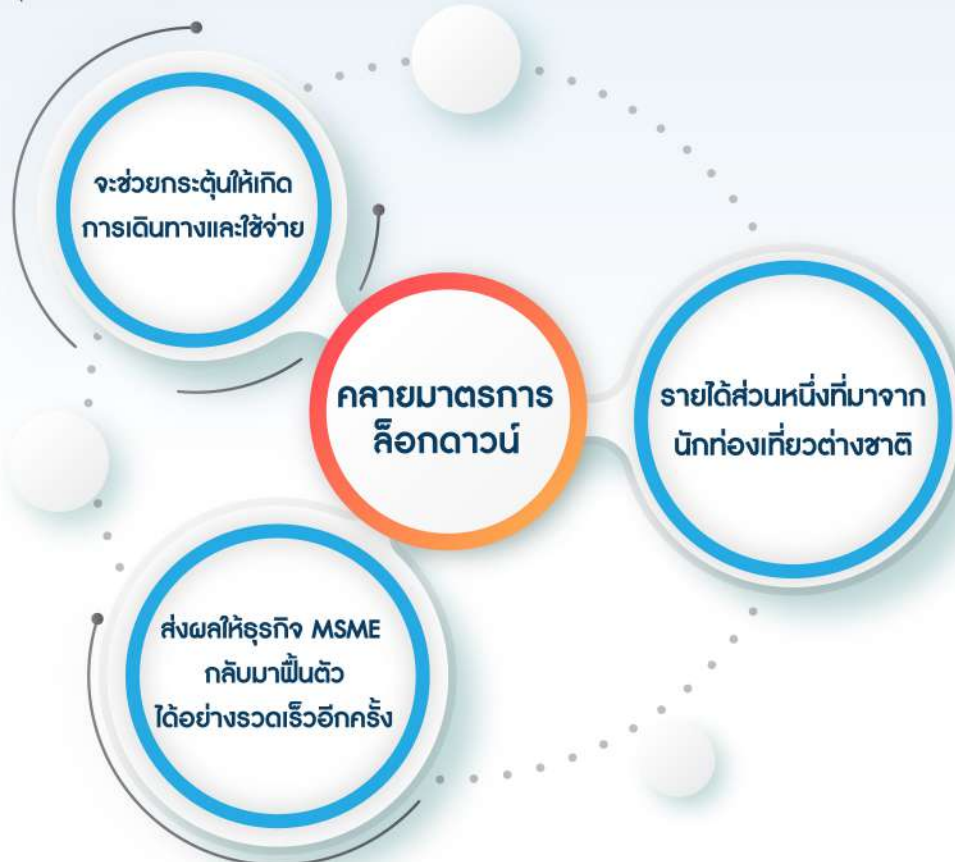 จะช่วยกระตุ้นให้เกิด
การเดินทางและใช้จ่าย
คลายมาตรการ
ล็อกดาวน์
รายได้ส่วนหนึ่งที่มาจาก
นักท่องเที่ยวต่างชาติ
ส่งผลให้ธุรกิจ MSME
กลับมาฟื้นตัว
ได้อย่างรวดเร็วอีกครั้ง